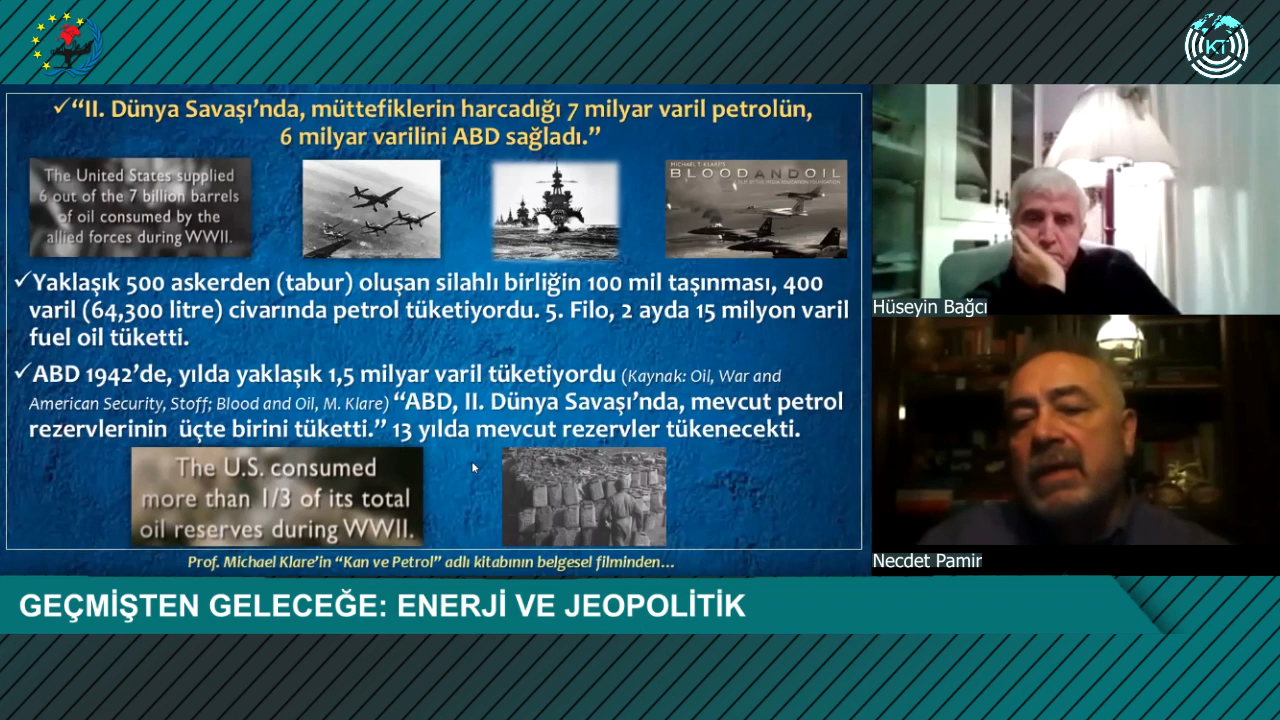 KT
✓“II. Dünya Savaşı’nda, müttefiklerin harcadığı 7 milyar varil petrolün,
6 milyar varilini ABD sağladı.”
The United States supplied
6 out of the 7 billion barrels
of oil consumed by the
allied forces during WWII.
MICHAEL T. KLARE'S
BLOOD AND OIL
✓Yaklaşık 500 askerden (tabur) oluşan silahlı birliğin 100 mil taşınması, 400
varil (64,300 litre) civarında petrol tüketiyordu. 5. Filo, 2 ayda 15 milyon varil
fuel oil tüketti.
✓ABD 1942’de, yılda yaklaşık 1,5 milyar varil tüketiyordu (Kaynak: Oil, War and
American Security, Stoff; Blood and Oil, M. Klare) “ABD, II. Dünya Savaşı’nda, mevcut petrol
rezervlerinin üçte birini tüketti.” 13 yılda mevcut rezervler tükenecekti.
The U.S. consumed
more than 1/3 of its total
oil reserves during WWII.
Prof. Michael Klare’in “Kan ve Petrol” adlı kitabının belgesel filminden...
Hüseyin Bağcı
Necdet Pamir
GEÇMİŞTEN GELECEĞE: ENERJİ VE JEOPOLİTİK